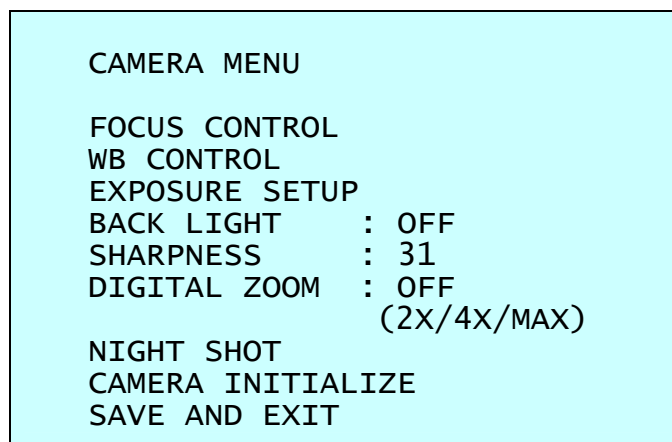 CAMERA MENU
FOCUS CONTROL
WB CONTROL
EXPOSURE SETUP
BACK LIGHT : OFF
SHARPNESS : 31
DIGITAL ZOOM : OFF
(2X/4X/MAX)
NIGHT SHOT
CAMERA INITIALIZE
SAVE AND EXIT